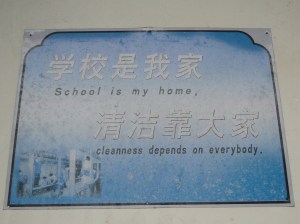 学校是我家
School is my home,
清洁靠大家
cleanness depends on everybody.